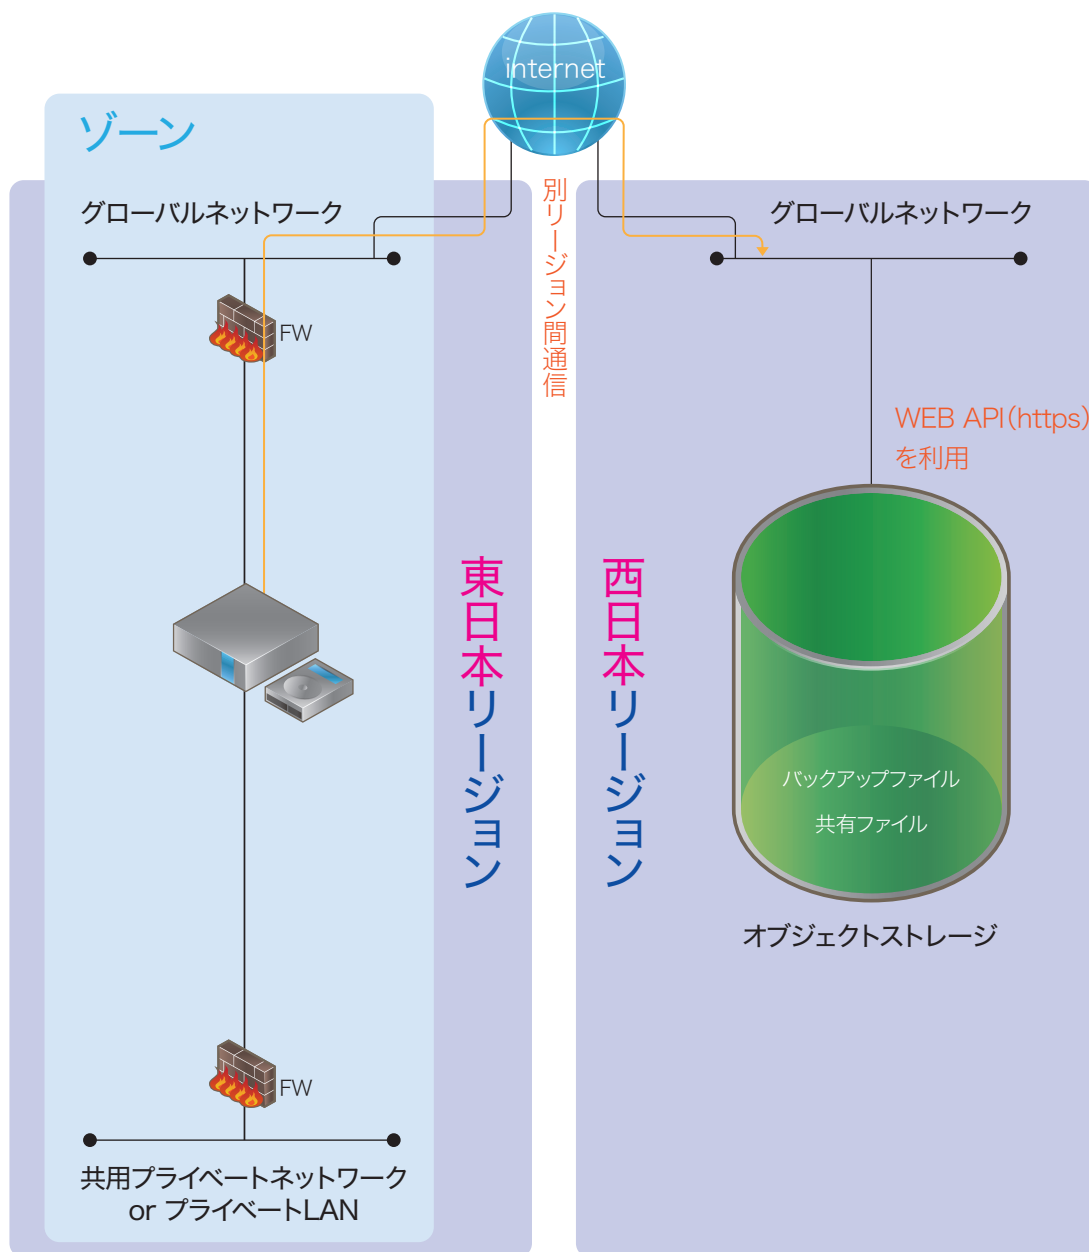 internet
ゾーン
グローバルネットワーク
FW
別リージョン間通信
グローバルネットワーク
WEB API(https)
を利用
東日本リージョン
西日本リージョン
バックアップファイル
共有ファイル
オブジェクトストレージ
FW
共用プライベートネットワーク
or プライベートLAN